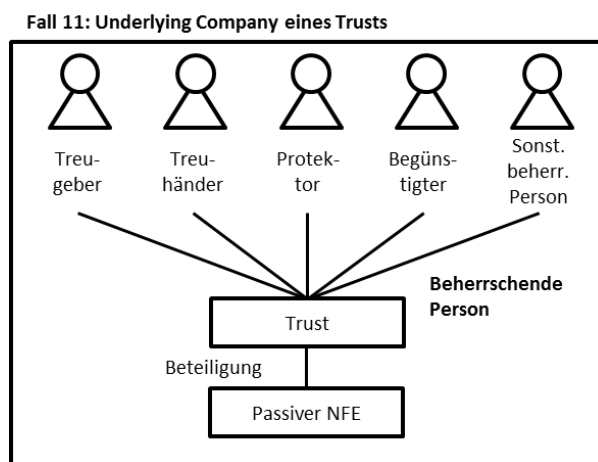 Fall 11: Underlying Company eines Trusts
Treu-
geber
Treu-
händer
Protek-
tor
Begüns-
tigter
Sonst.
beherr.
Person
Beherrschende
Person
Trust
Beteiligung
Passiver NFE